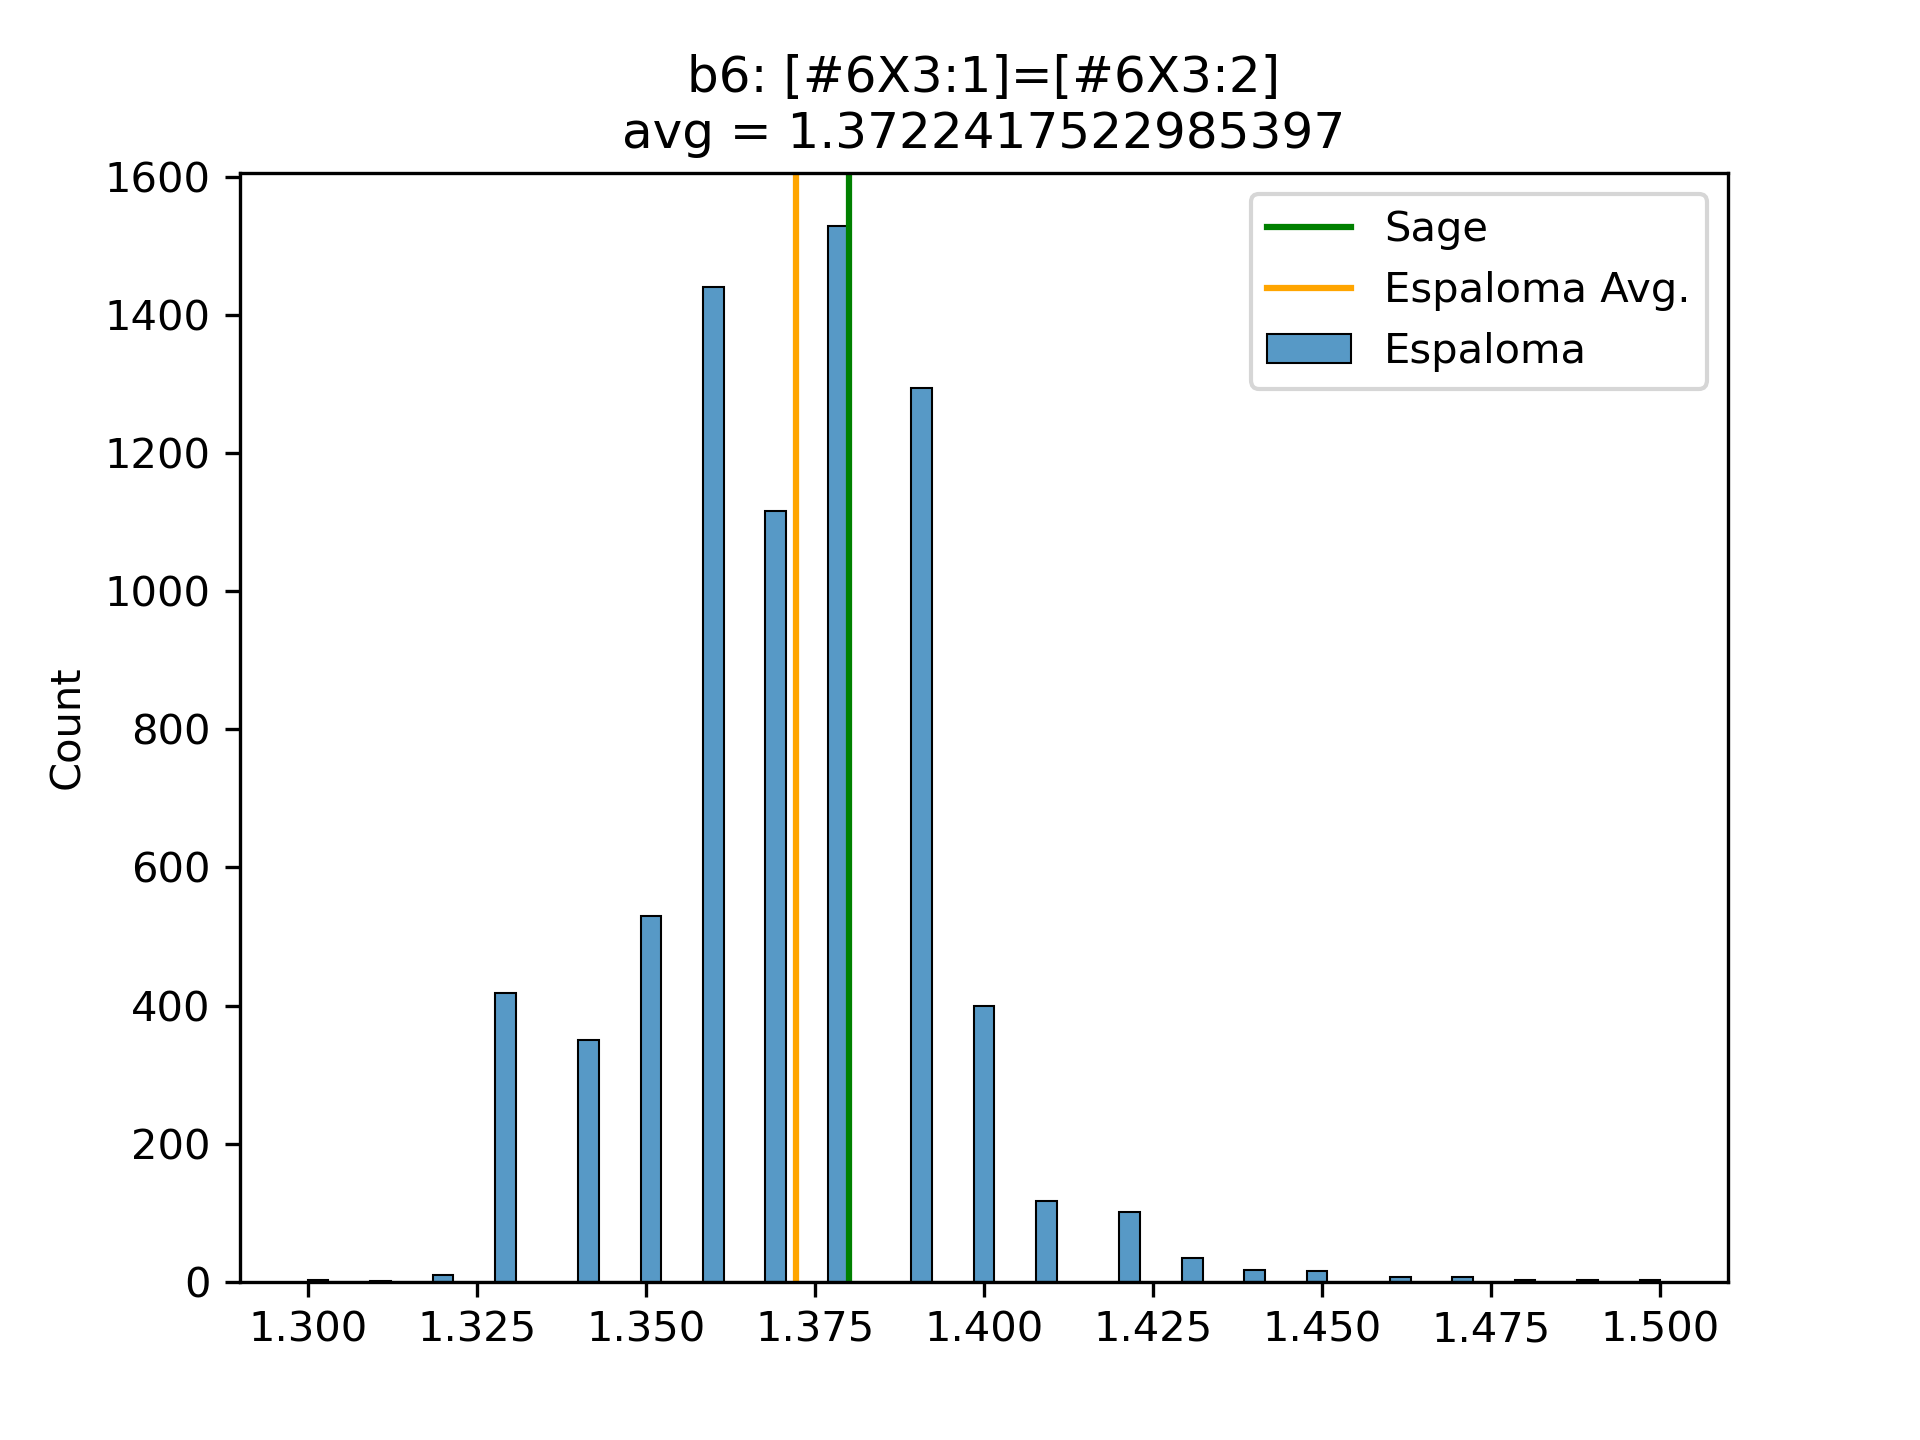 b6: [#6X3:1]=[#6X3:2]
avg = 1.3722417522985397
1600
1400
1200
1000
800
600
400
200
0
Count
Sage
Espaloma Avg.
Espaloma
1.300 1.325 1.350 1.375 1.400 1.425 1.450 1.475 1.500